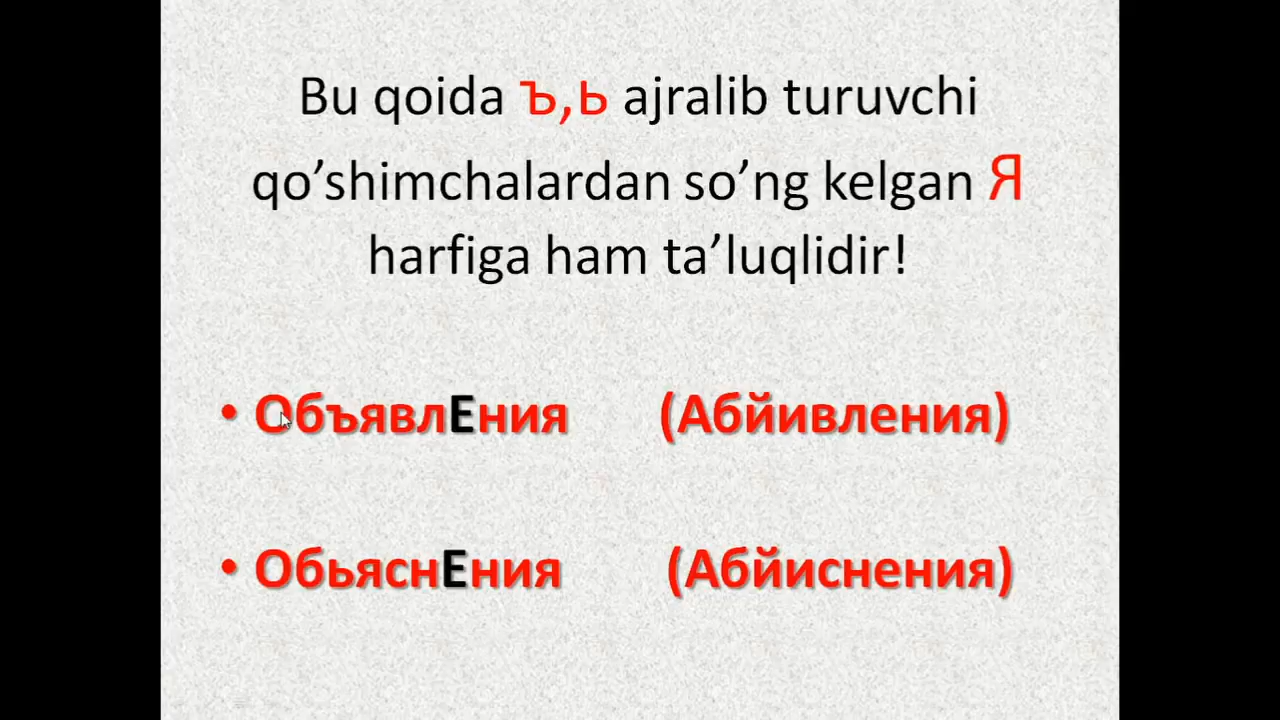 Bu qoida ъ,ь ajralib turuvchi
qo’shimchalardan so’ng kelgan Я
harfiga ham ta’luqlidir!
• ОбъявлЕния (Абйивления)
• ОбьяснЕния (Абйиснения)